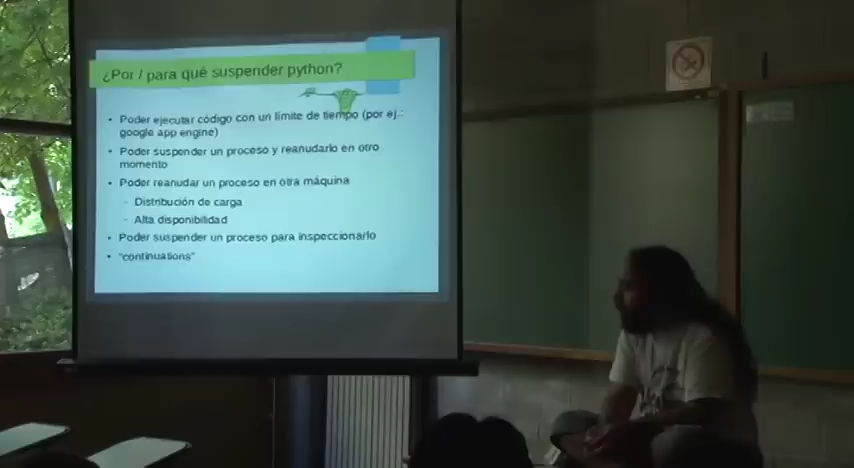 ¿Por / para qué suspender python?
• Poder ejecutar código con un límite de tiempo (por ej.:
google app engine)
• Poder suspender un proceso y reanudarlo en otro
momento
• Poder reanudar un proceso en otra máquina
- Distribución de carga
- Alta disponibilidad
• Poder suspender un proceso para inspeccionarlo
• "continuations"